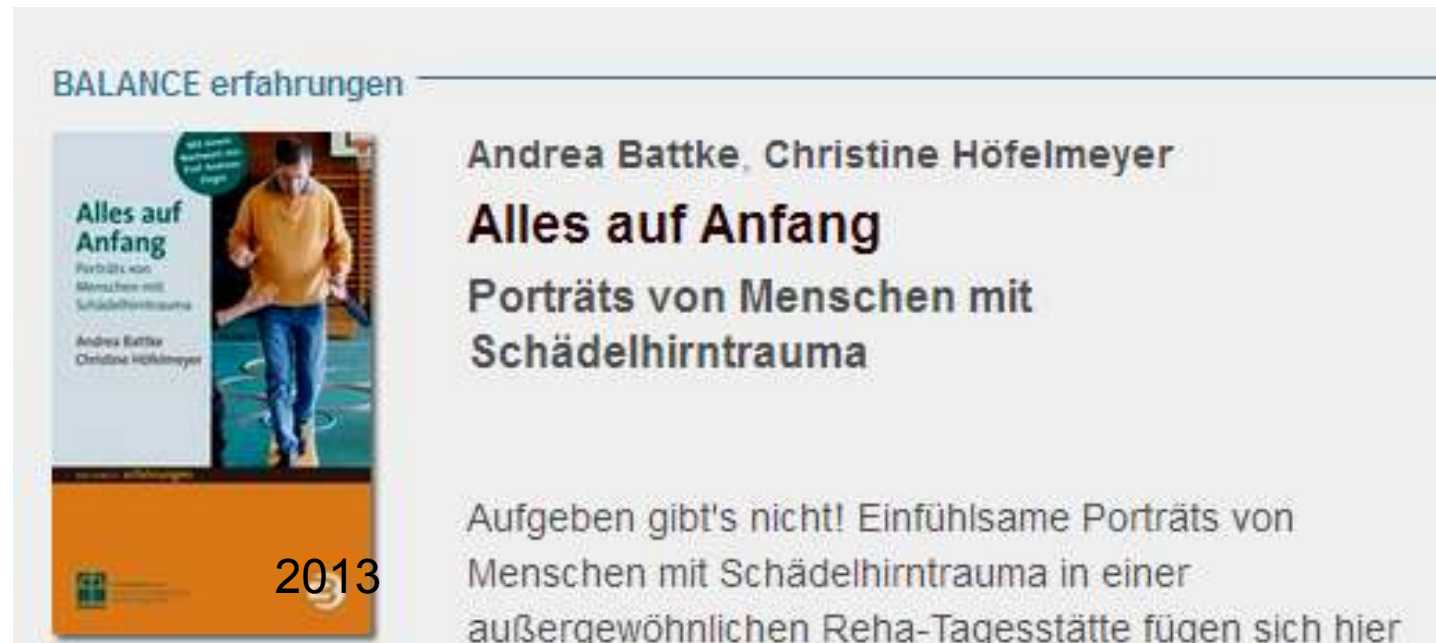 BALANCE erfahrungen
Alles auf
Anfang
Porträts von
Menschen mit
Schädelhirntrauma
Andrea Battke
Christine Höfelmeyer
erfahrungen
2013
Andrea Battke, Christine Höfelmeyer
Alles auf Anfang
Porträts von Menschen mit
Schädelhirntrauma
Aufgeben gibt's nicht! Einfühlsame Porträts von
Menschen mit Schädelhirntrauma in einer
außergewöhnlichen Reha-Tagesstätte fügen sich hier